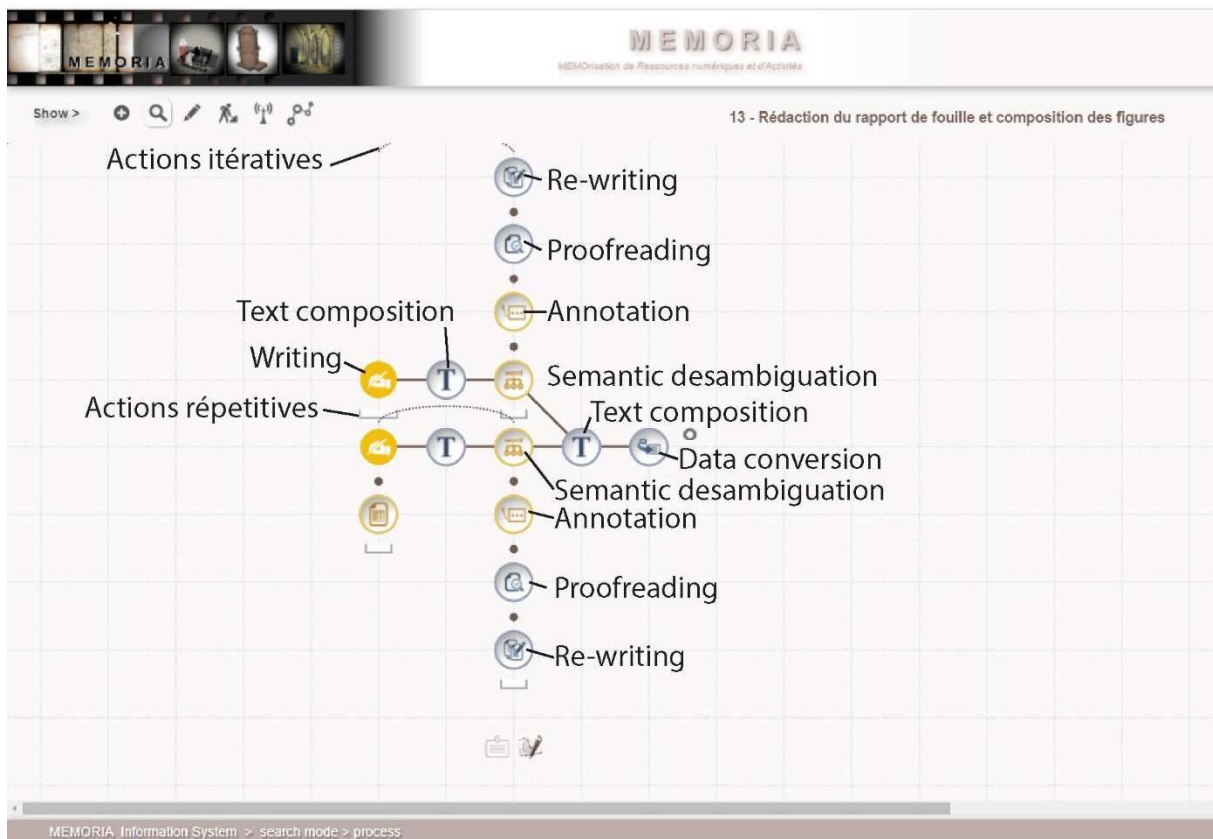 MEMORIA
MEMORIA
MEMOrisation de Ressources numériques et d'Activités
Show >
13 - Rédaction du rapport de fouille et composition des figures
Actions itératives
Re-writing
Proofreading
Annotation
Text composition
Writing
Semantic desambiguation
Actions répetitives
Text composition
T
T
T
Data conversion
Semantic desambiguation
Annotation
Proofreading
Re-writing
MEMORIA Information System > search mode > process